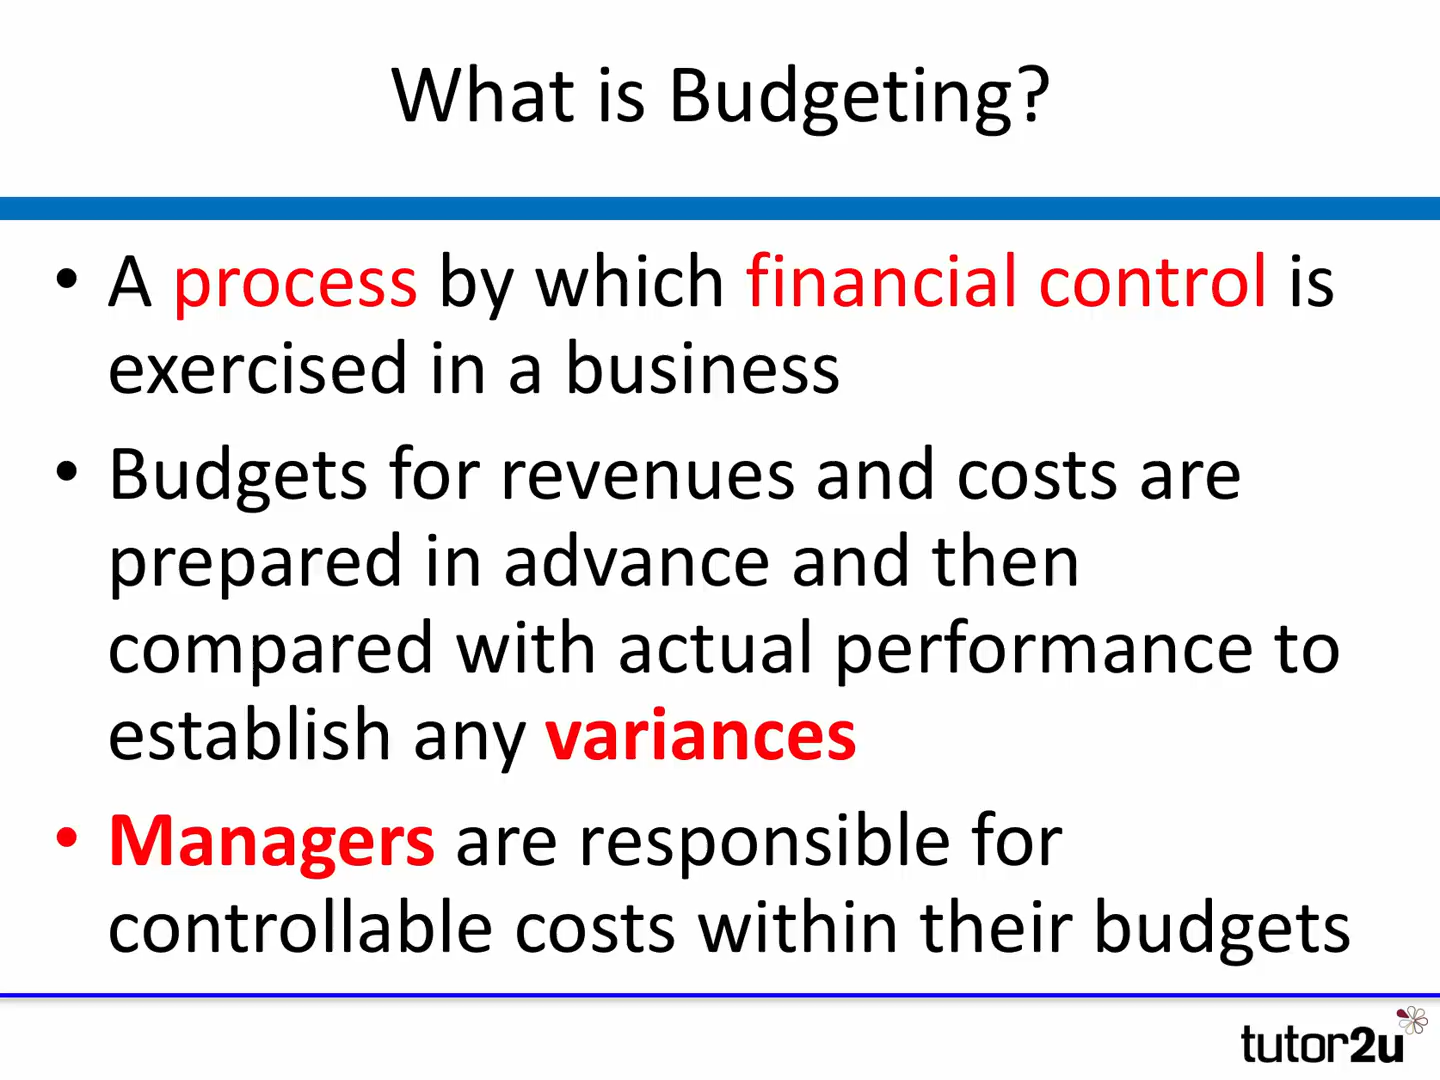 What is Budgeting?
• A process by which financial control is
exercised in a business
• Budgets for revenues and costs are
prepared in advance and then
compared with actual performance to
establish any variances
• Managers are responsible for
controllable costs within their budgets
tutor2u